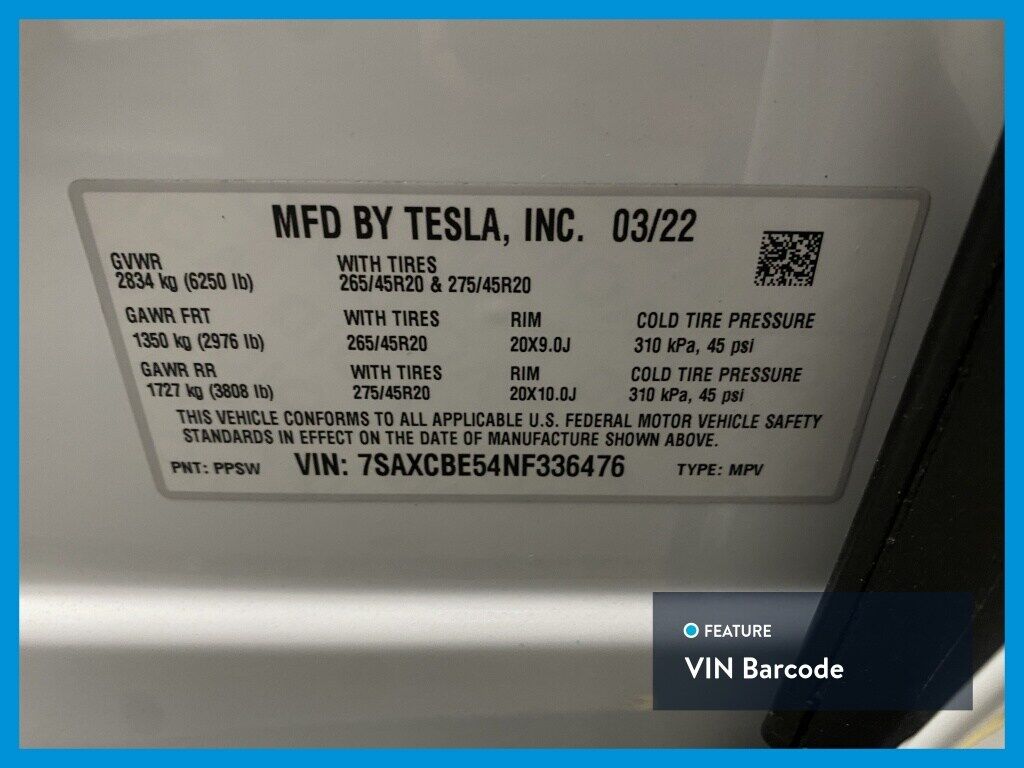 MFD BY TESLA, INC. 03/22
GVWR
2834 kg (6250 lb)
WITH TIRES
265/45R20 & 275/45R20
GAWR FRT WITH TIRES RIM COLD TIRE PRESSURE
1350 kg (2976 lb) 265/45R20 20X9.0J 310 kPa, 45 psi
GAWR RR WITH TIRES RIM COLD TIRE PRESSURE
1727 kg (3808 lb) 275/45R20 20X10.0J 310 kPa, 45 psi
THIS VEHICLE CONFORMS TO ALL APPLICABLE U.S. FEDERAL MOTOR VEHICLE SAFETY
STANDARDS IN EFFECT ON THE DATE OF MANUFACTURE SHOWN ABOVE.
PNT: PPSW VIN: 7SAXCBE54NF336476 TYPE: MPV
FEATURE
VIN Barcode